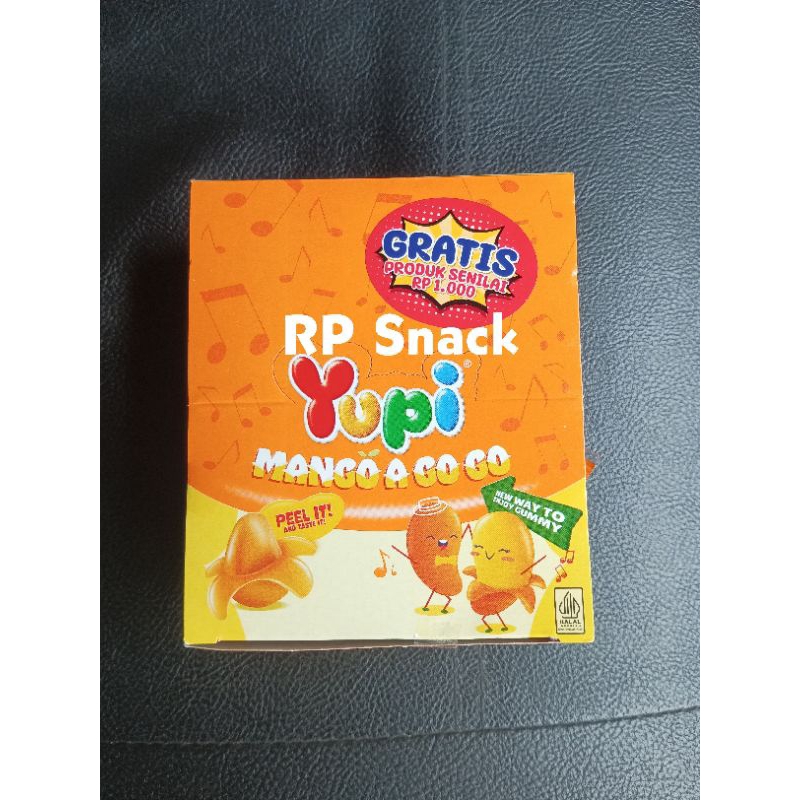 GRATIS
PRODUK SENILAI
RP 1.000
RP Snack
Yupi®
MANGO A GO GO
PEEL IT!
AND TASTE IT!
NEW WAY TO
ENJOY GUMMY
HALAL
INDONESIA